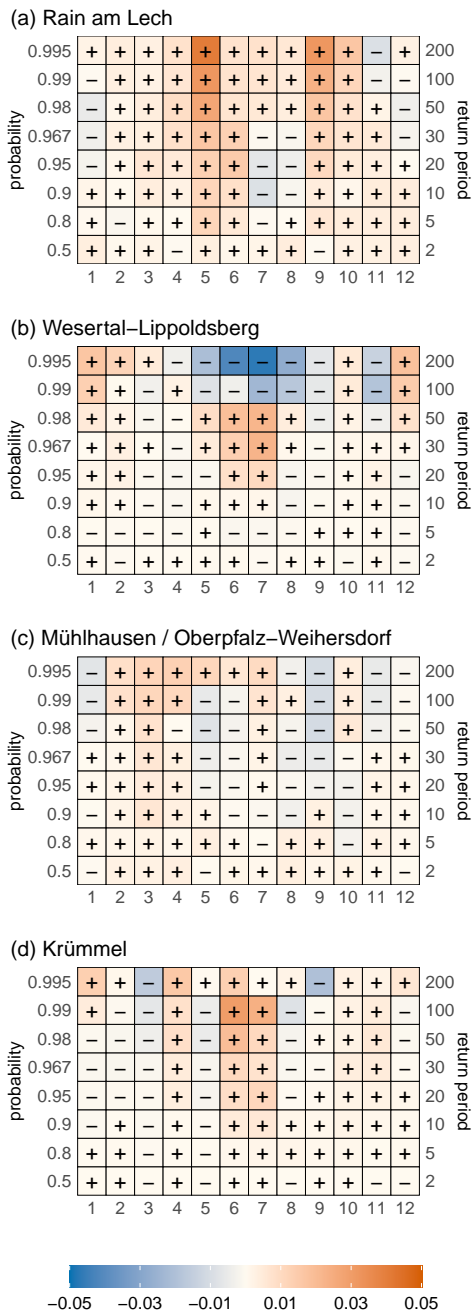 (a) Rain am Lech
probability
return period
0.995 + + + + + + + + + + − + 200
0.99 − + + + + + + + + + − − 100
0.98 − + + + + + + + + + + − 50
0.967 − + + + + + − − + + + − 30
0.95 − + + + + + − − + + + + 20
0.9 + + + + + + − − + + + + 10
0.8 + − + + + + − + + + + + 5
0.5 + + + − + + + + − + + + 2
1 2 3 4 5 6 7 8 9 10 11 12
(b) Wesertal−Lippoldsberg
probability
return period
0.995 + + + − − − − − − + − + 200
0.99 + + − + − − − − − + − + 100
0.98 + + − − + + + + − + − + 50
0.967 + + + − + + + + − + + + 30
0.95 + + − − − + + − − + + − 20
0.9 + + − − + + + − − + + − 10
0.8 − − − − + − − − + + + − 5
0.5 + − + + + + − + + − + − 2
1 2 3 4 5 6 7 8 9 10 11 12
(c) Mühlhausen / Oberpfalz−Weihersdorf
probability
return period
0.995 − + + + + + + − − + − − 200
0.99 − + + + − − + + − + − − 100
0.98 − + + − − − + − − + − − 50
0.967 + + + + − − + − − − + + 30
0.95 + + + + − − + − − − + + 20
0.9 − + + + + − − − + − + + 10
0.8 + + + + + + − + + − + + 5
0.5 − + + + − + + + + + + − 2
1 2 3 4 5 6 7 8 9 10 11 12
(d) Krümmel
probability
return period
0.995 + + − + + + + + − + + + 200
0.99 + − − + − + + − − + + − 100
0.98 − − − + − + + − + + + − 50
0.967 − − − + − + + − − + + − 30
0.95 − − − + − + + − + + + + 20
0.9 − + − + − + + + + + + + 10
0.8 + + − + − + + + + + + + 5
0.5 + + − + − + + − + + − − 2
1 2 3 4 5 6 7 8 9 10 11 12
−0.05 −0.03 −0.01 0.01 0.03 0.05